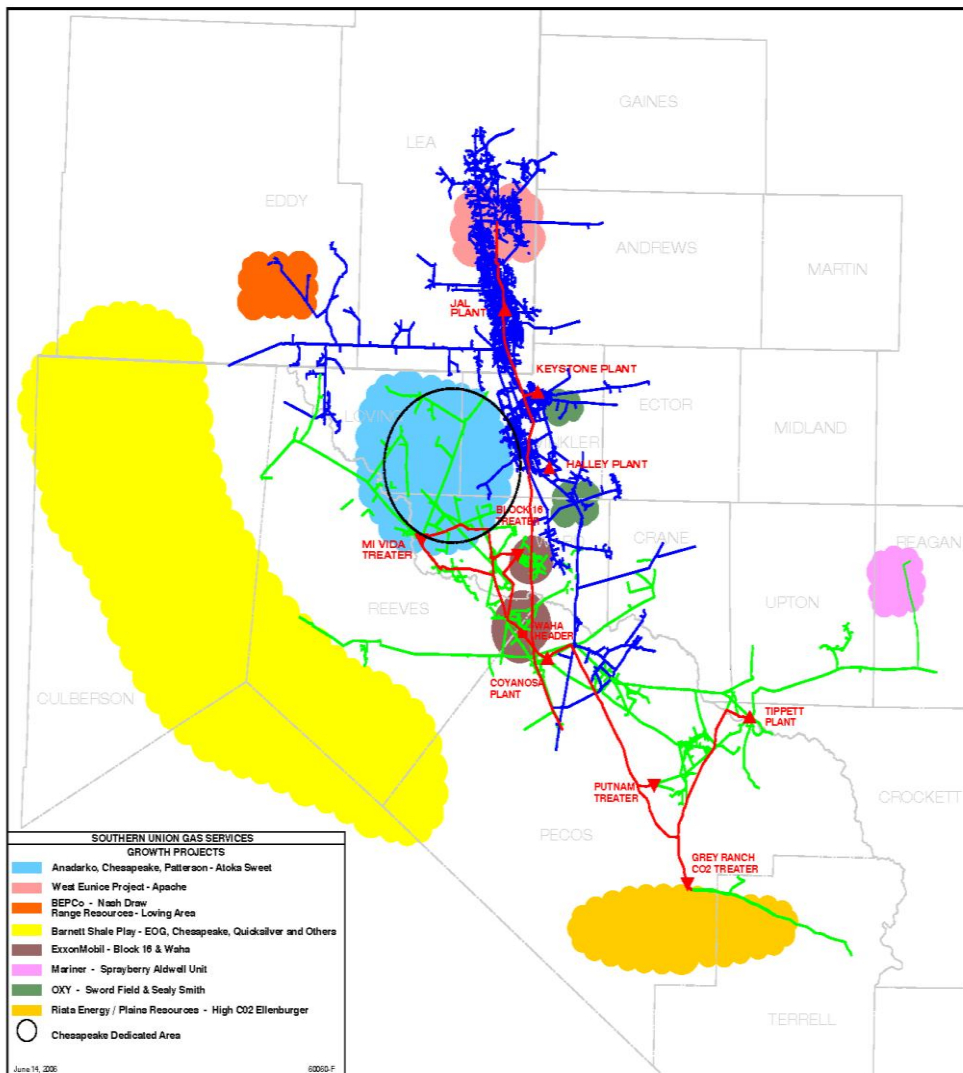 GAINES
LEA
EDDY
ANDREWS
MARTIN
JAL
PLANT
KEYSTONE PLANT
ECTOR
LOVING
MIDLAND
KLER
HALLEY PLANT
BLOCK 16
TREATER
CRANE
REAGAN
MI VIDA
TREATER
UPTON
REEVES
WAHA
HEADER
COYANOSA
PLANT
CULBERSON
TIPPETT
PLANT
PUTNAM
TREATER
CROCKETT
PECOS
GREY RANCH
CO2 TREATER
TERRELL
SOUTHERN UNION GAS SERVICES
GROWTH PROJECTS
Anadarko, Chesapeake, Patterson - Atoka Sweet
West Eunice Project - Apache
BEPCo - Nash Draw
Range Resources - Loving Area
Barnett Shale Play - EOG, Chesapeake, Quicksilver and Others
ExxonMobil - Block 16 & Waha
Mariner - Sprayberry Aldwell Unit
OXY - Sword Field & Sealy Smith
Riata Energy / Plains Resources - High C02 Ellenburger
Chesapeake Dedicated Area
June 14, 2006
60060-F